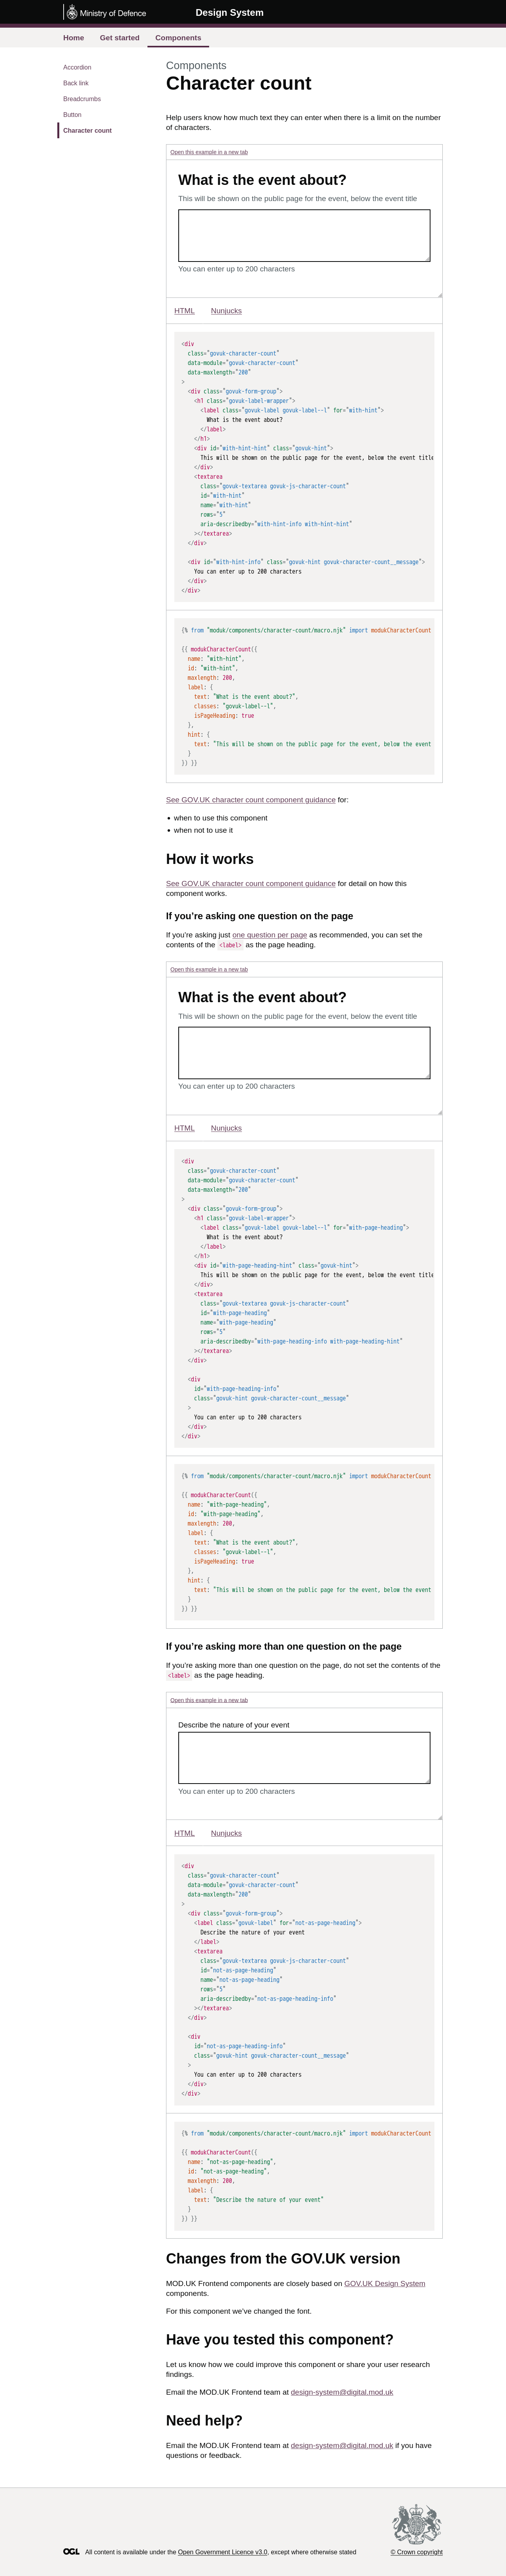 Ministry of Defence
Design System
Home Get started Components
Accordion
Back link
Breadcrumbs
Button
Character count
Components
Character count
Help users know how much text they can enter when there is a limit on the number
of characters.
Open this example in a new tab
What is the event about?
This will be shown on the public page for the event, below the event title
You can enter up to 200 characters
HTML Nunjucks
<div
  class="govuk-character-count"
  data-module="govuk-character-count"
  data-maxlength="200"
>
  <div class="govuk-form-group">
    <h1 class="govuk-label-wrapper">
      <label class="govuk-label govuk-label--l" for="with-hint">
        What is the event about?
      </label>
    </h1>
    <div id="with-hint-hint" class="govuk-hint">
      This will be shown on the public page for the event, below the event title
    </div>
    <textarea
      class="govuk-textarea govuk-js-character-count"
      id="with-hint"
      name="with-hint"
      rows="5"
      aria-describedby="with-hint-info with-hint-hint"
    ></textarea>
  </div>
  <div id="with-hint-info" class="govuk-hint govuk-character-count__message">
    You can enter up to 200 characters
  </div>
</div>
{% from "moduk/components/character-count/macro.njk" import modukCharacterCount
{{ modukCharacterCount({
  name: "with-hint",
  id: "with-hint",
  maxlength: 200,
  label: {
    text: "What is the event about?",
    classes: "govuk-label--l",
    isPageHeading: true
  },
  hint: {
    text: "This will be shown on the public page for the event, below the event
  }
}) }}
See GOV.UK character count component guidance for:
• when to use this component
• when not to use it
How it works
See GOV.UK character count component guidance for detail on how this
component works.
If you’re asking one question on the page
If you’re asking just one question per page as recommended, you can set the
contents of the <label> as the page heading.
Open this example in a new tab
What is the event about?
This will be shown on the public page for the event, below the event title
You can enter up to 200 characters
HTML Nunjucks
<div
  class="govuk-character-count"
  data-module="govuk-character-count"
  data-maxlength="200"
>
  <div class="govuk-form-group">
    <h1 class="govuk-label-wrapper">
      <label class="govuk-label govuk-label--l" for="with-page-heading">
        What is the event about?
      </label>
    </h1>
    <div id="with-page-heading-hint" class="govuk-hint">
      This will be shown on the public page for the event, below the event title
    </div>
    <textarea
      class="govuk-textarea govuk-js-character-count"
      id="with-page-heading"
      name="with-page-heading"
      rows="5"
      aria-describedby="with-page-heading-info with-page-heading-hint"
    ></textarea>
  </div>
  <div
    id="with-page-heading-info"
    class="govuk-hint govuk-character-count__message"
  >
    You can enter up to 200 characters
  </div>
</div>
{% from "moduk/components/character-count/macro.njk" import modukCharacterCount
{{ modukCharacterCount({
  name: "with-page-heading",
  id: "with-page-heading",
  maxlength: 200,
  label: {
    text: "What is the event about?",
    classes: "govuk-label--l",
    isPageHeading: true
  },
  hint: {
    text: "This will be shown on the public page for the event, below the event
  }
}) }}
If you’re asking more than one question on the page
If you’re asking more than one question on the page, do not set the contents of the
<label> as the page heading.
Open this example in a new tab
Describe the nature of your event
You can enter up to 200 characters
HTML Nunjucks
<div
  class="govuk-character-count"
  data-module="govuk-character-count"
  data-maxlength="200"
>
  <div class="govuk-form-group">
    <label class="govuk-label" for="not-as-page-heading">
      Describe the nature of your event
    </label>
    <textarea
      class="govuk-textarea govuk-js-character-count"
      id="not-as-page-heading"
      name="not-as-page-heading"
      rows="5"
      aria-describedby="not-as-page-heading-info"
    ></textarea>
  </div>
  <div
    id="not-as-page-heading-info"
    class="govuk-hint govuk-character-count__message"
  >
    You can enter up to 200 characters
  </div>
</div>
{% from "moduk/components/character-count/macro.njk" import modukCharacterCount
{{ modukCharacterCount({
  name: "not-as-page-heading",
  id: "not-as-page-heading",
  maxlength: 200,
  label: {
    text: "Describe the nature of your event"
  }
}) }}
Changes from the GOV.UK version
MOD.UK Frontend components are closely based on GOV.UK Design System
components.
For this component we’ve changed the font.
Have you tested this component?
Let us know how we could improve this component or share your user research
findings.
Email the MOD.UK Frontend team at design-system@digital.mod.uk
Need help?
Email the MOD.UK Frontend team at design-system@digital.mod.uk if you have
questions or feedback.
OGL All content is available under the Open Government Licence v3.0, except where otherwise stated
© Crown copyright